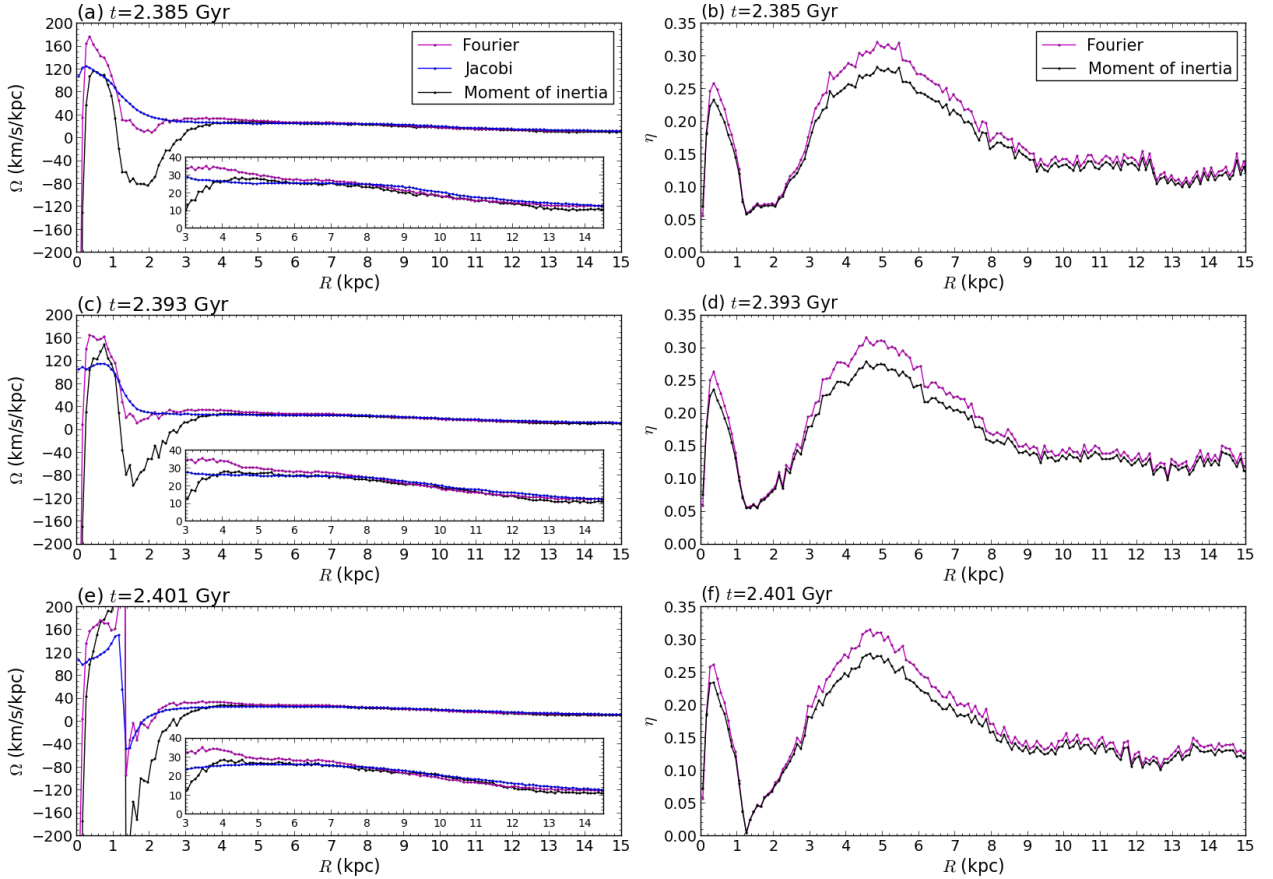 (a) t=2.385 Gyr
200
160
120
80
40
0
−40
−80
−120
−160
−200
Ω (km/s/kpc)
Fourier
Jacobi
Moment of inertia
40
30
20
10
0
3 4 5 6 7 8 9 10 11 12 13 14
0 1 2 3 4 5 6 7 8 9 10 11 12 13 14 15
R (kpc)
(b) t=2.385 Gyr
0.35
0.30
0.25
0.20
0.15
0.10
0.05
0.00
η
Fourier
Moment of inertia
0 1 2 3 4 5 6 7 8 9 10 11 12 13 14 15
R (kpc)
(c) t=2.393 Gyr
200
160
120
80
40
0
−40
−80
−120
−160
−200
Ω (km/s/kpc)
40
30
20
10
0
3 4 5 6 7 8 9 10 11 12 13 14
0 1 2 3 4 5 6 7 8 9 10 11 12 13 14 15
R (kpc)
(d) t=2.393 Gyr
0.35
0.30
0.25
0.20
0.15
0.10
0.05
0.00
η
0 1 2 3 4 5 6 7 8 9 10 11 12 13 14 15
R (kpc)
(e) t=2.401 Gyr
200
160
120
80
40
0
−40
−80
−120
−160
−200
Ω (km/s/kpc)
40
30
20
10
0
3 4 5 6 7 8 9 10 11 12 13 14
0 1 2 3 4 5 6 7 8 9 10 11 12 13 14 15
R (kpc)
(f) t=2.401 Gyr
0.35
0.30
0.25
0.20
0.15
0.10
0.05
0.00
η
0 1 2 3 4 5 6 7 8 9 10 11 12 13 14 15
R (kpc)